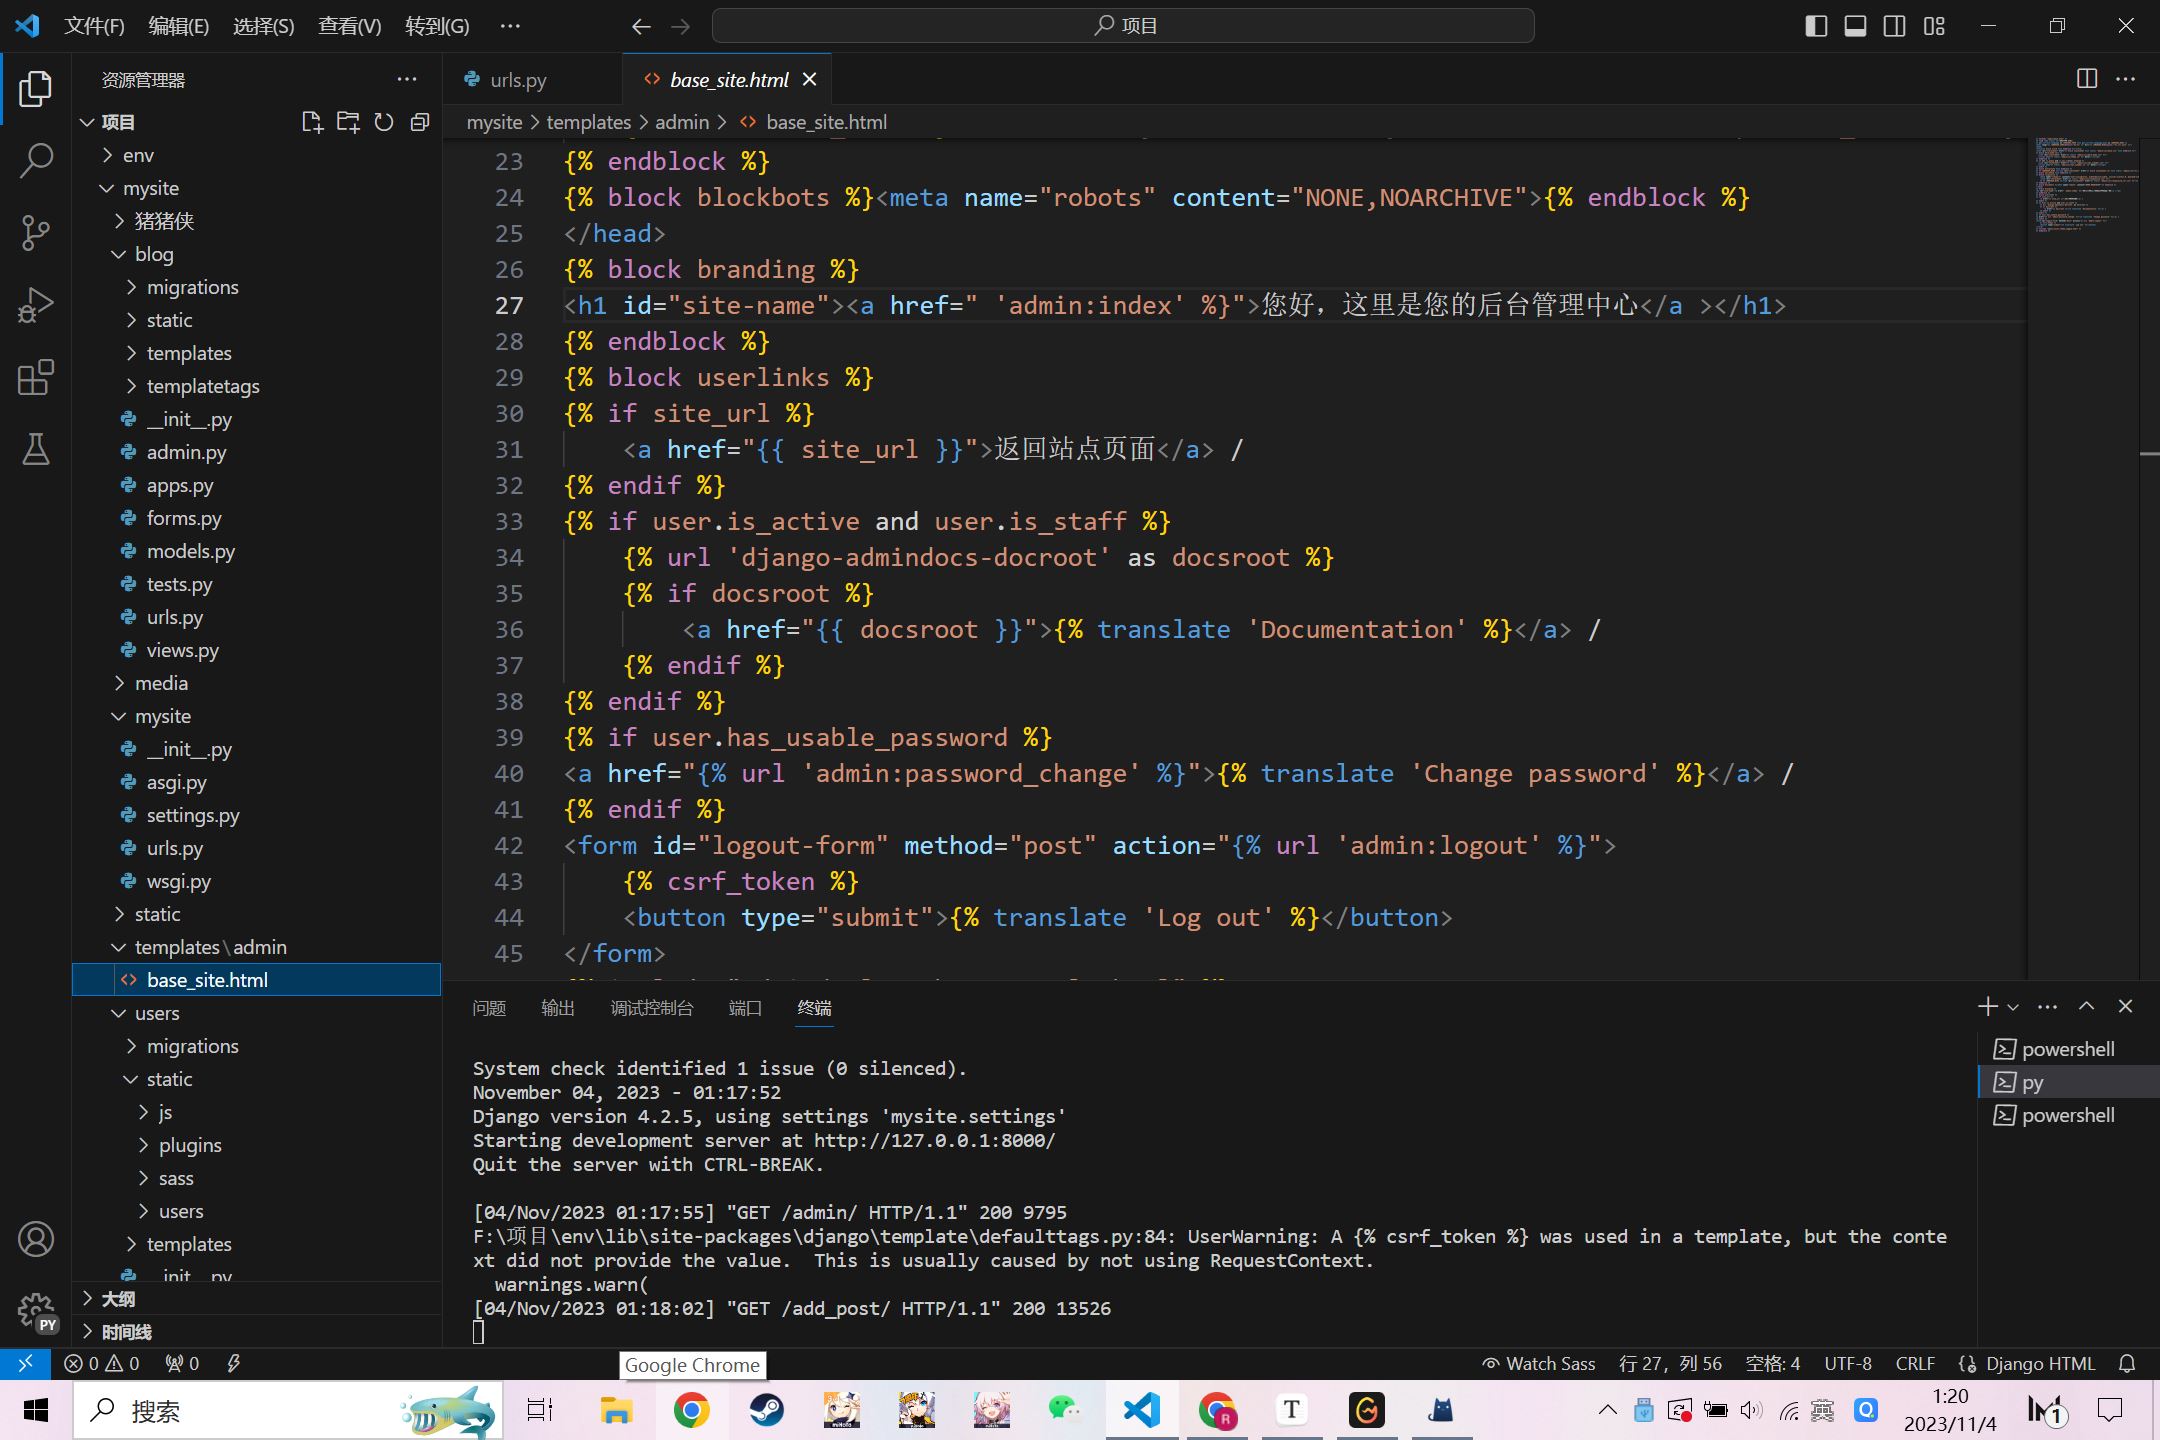 文件(F) 编辑(E) 选择(S) 查看(V) 转到(G) ··· 项目
资源管理器
项目
env
mysite
猪猪侠
blog
migrations
static
templates
templatetags
__init__.py
admin.py
apps.py
forms.py
models.py
tests.py
urls.py
views.py
media
mysite
__init__.py
asgi.py
settings.py
urls.py
wsgi.py
static
templates\admin
base_site.html
users
migrations
static
js
plugins
sass
users
templates
__init__.py
大纲
时间线
urls.py base_site.html
mysite > templates > admin > base_site.html
23 {% endblock %}
24 {% block blockbots %}<meta name="robots" content="NONE,NOARCHIVE">{% endblock %}
25 </head>
26 {% block branding %}
27 <h1 id="site-name"><a href=" 'admin:index' %}">您好，这里是您的后台管理中心</a ></h1>
28 {% endblock %}
29 {% block userlinks %}
30 {% if site_url %}
31 <a href="{{ site_url }}">返回站点页面</a> /
32 {% endif %}
33 {% if user.is_active and user.is_staff %}
34 {% url 'django-admindocs-docroot' as docsroot %}
35 {% if docsroot %}
36 <a href="{{ docsroot }}">{% translate 'Documentation' %}</a> /
37 {% endif %}
38 {% endif %}
39 {% if user.has_usable_password %}
40 <a href="{% url 'admin:password_change' %}">{% translate 'Change password' %}</a> /
41 {% endif %}
42 <form id="logout-form" method="post" action="{% url 'admin:logout' %}">
43 {% csrf_token %}
44 <button type="submit">{% translate 'Log out' %}</button>
45 </form>
问题 输出 调试控制台 端口 终端
System check identified 1 issue (0 silenced).
November 04, 2023 - 01:17:52
Django version 4.2.5, using settings 'mysite.settings'
Starting development server at http://127.0.0.1:8000/
Quit the server with CTRL-BREAK.
[04/Nov/2023 01:17:55] "GET /admin/ HTTP/1.1" 200 9795
F:\项目\env\lib\site-packages\django\template\defaulttags.py:84: UserWarning: A {% csrf_token %} was used in a template, but the conte
xt did not provide the value.  This is usually caused by not using RequestContext.
warnings.warn(
[04/Nov/2023 01:18:02] "GET /add_post/ HTTP/1.1" 200 13526
powershell
py
powershell
PY
0 0 0
Google Chrome
Watch Sass 行 27，列 56 空格: 4 UTF-8 CRLF Django HTML
搜索
R
T
英
1:20
2023/11/4
1